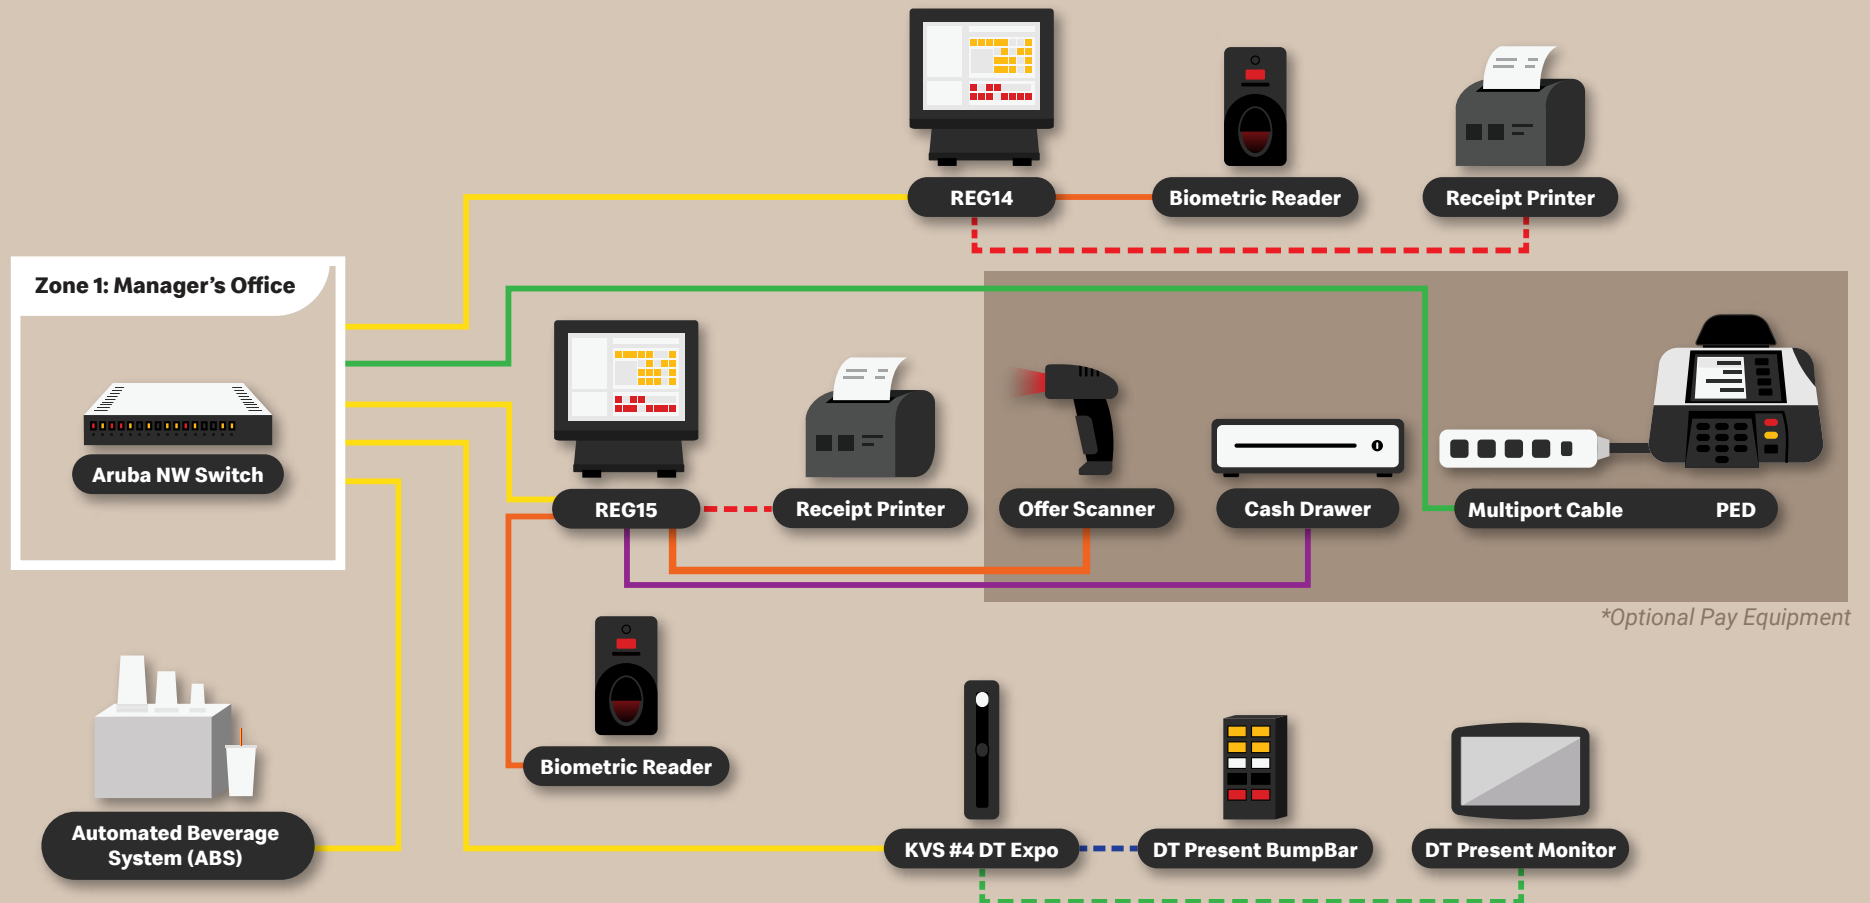 REG14
Biometric Reader
Receipt Printer
Zone 1: Manager's Office
Aruba NW Switch
REG15
Receipt Printer
Offer Scanner
Cash Drawer
Multiport Cable
PED
*Optional Pay Equipment
Biometric Reader
Automated Beverage
System (ABS)
KVS #4 DT Expo
DT Present BumpBar
DT Present Monitor